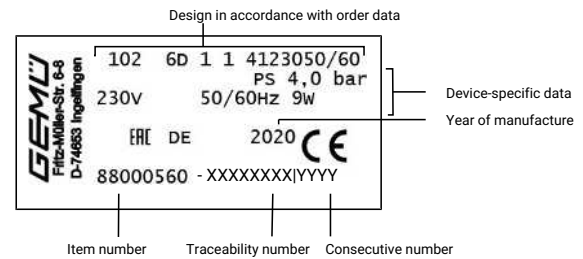 Design in accordance with order data
GEMÜ
Fritz-Müller-Str. 6-8
D-74653 Ingelfingen
102 6D 1 1 4123050/60
PS 4,0 bar
230V 50/60Hz 9W
Device-specific data
Year of manufacture
EAC DE 2020 CE
88000560 - XXXXXXXX|YYYY
Item number Traceability number Consecutive number